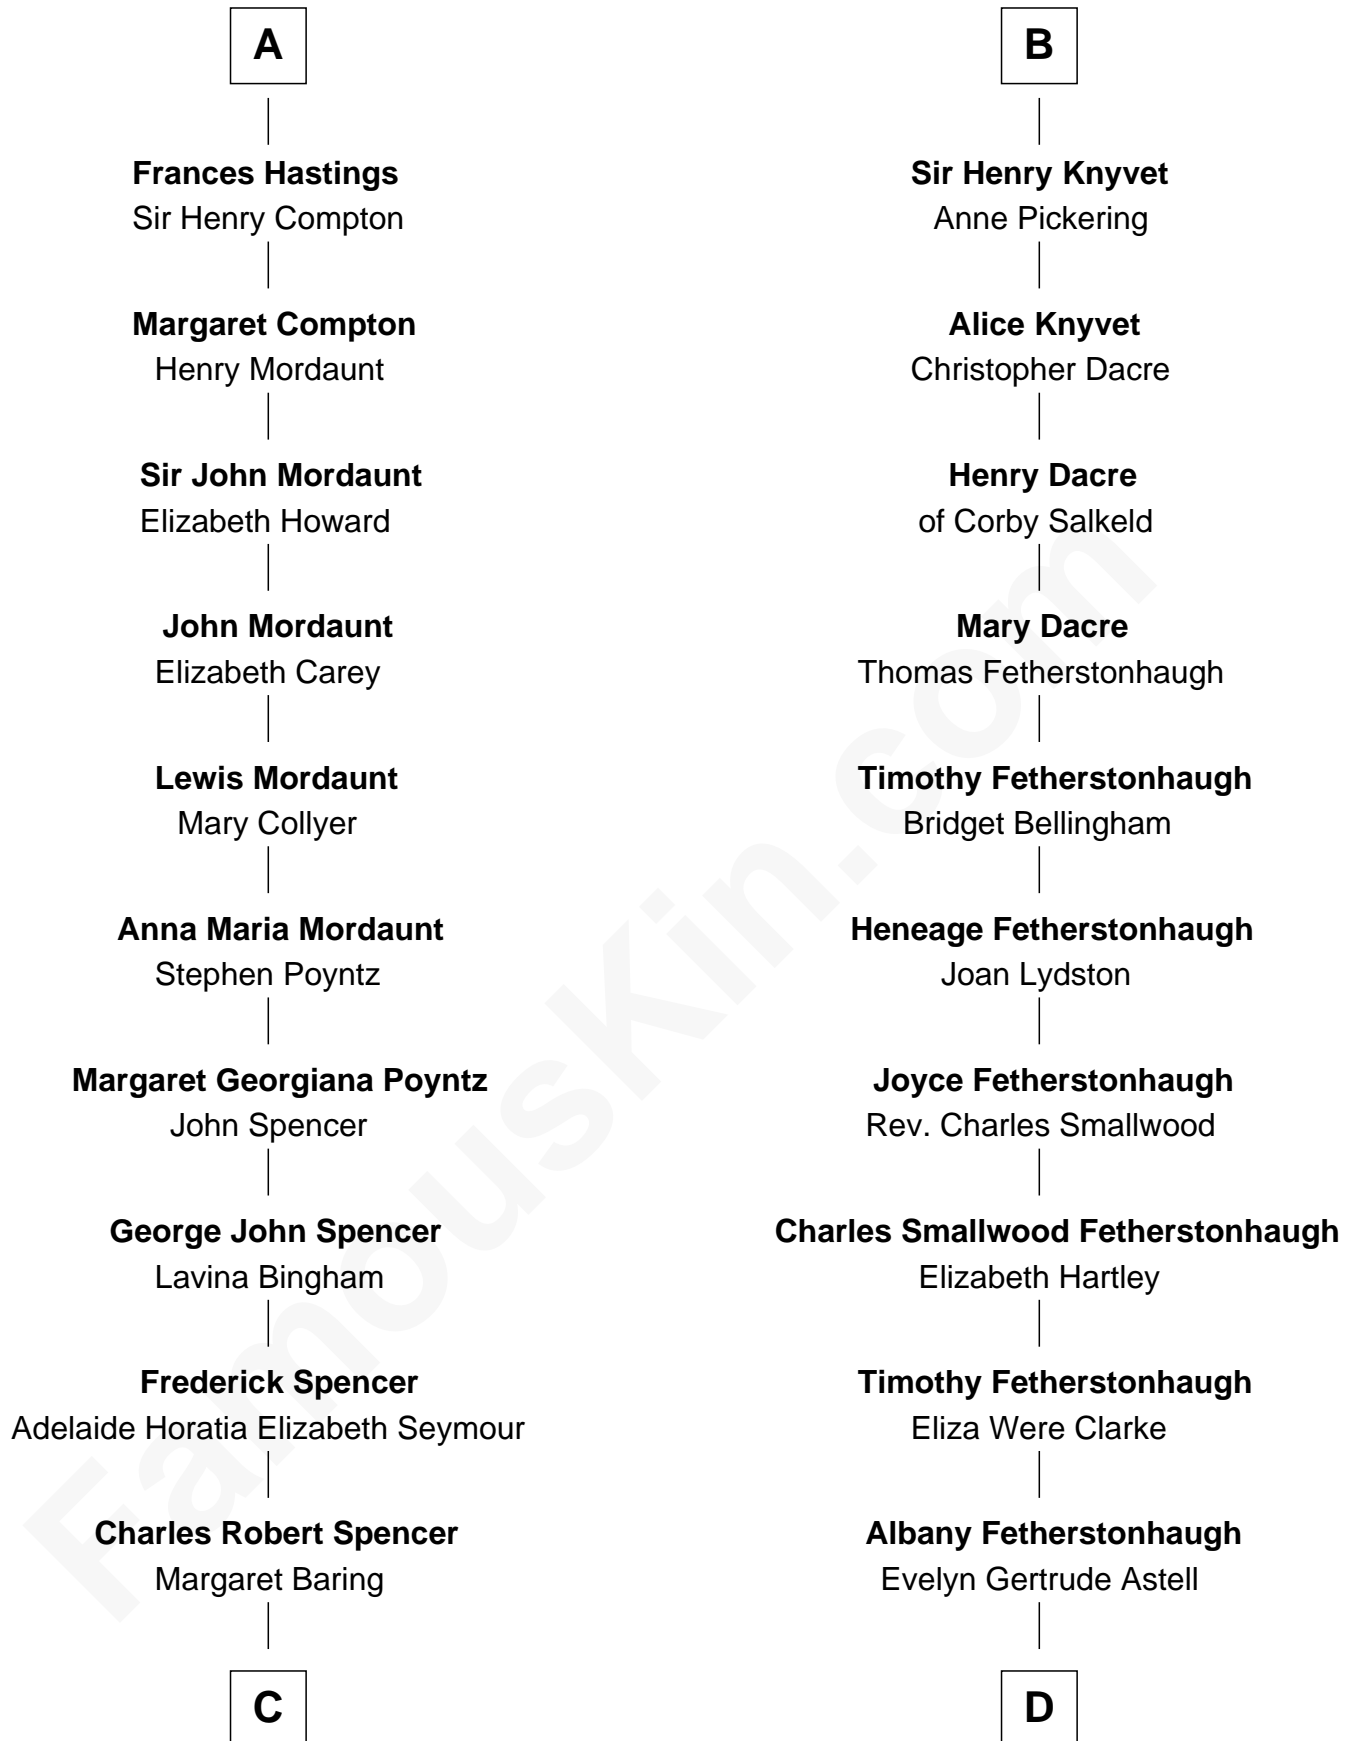 A
Frances Hastings
Sir Henry Compton
Margaret Compton
Henry Mordaunt
Sir John Mordaunt
Elizabeth Howard
John Mordaunt
Elizabeth Carey
Lewis Mordaunt
Mary Collyer
Anna Maria Mordaunt
Stephen Poyntz
Margaret Georgiana Poyntz
John Spencer
George John Spencer
Lavina Bingham
Frederick Spencer
Adelaide Horatia Elizabeth Seymour
Charles Robert Spencer
Margaret Baring
C
B
Sir Henry Knyvet
Anne Pickering
Alice Knyvet
Christopher Dacre
Henry Dacre
of Corby Salkeld
Mary Dacre
Thomas Fetherstonhaugh
Timothy Fetherstonhaugh
Bridget Bellingham
Heneage Fetherstonhaugh
Joan Lydston
Joyce Fetherstonhaugh
Rev. Charles Smallwood
Charles Smallwood Fetherstonhaugh
Elizabeth Hartley
Timothy Fetherstonhaugh
Eliza Were Clarke
Albany Fetherstonhaugh
Evelyn Gertrude Astell
D
FamousKin.com